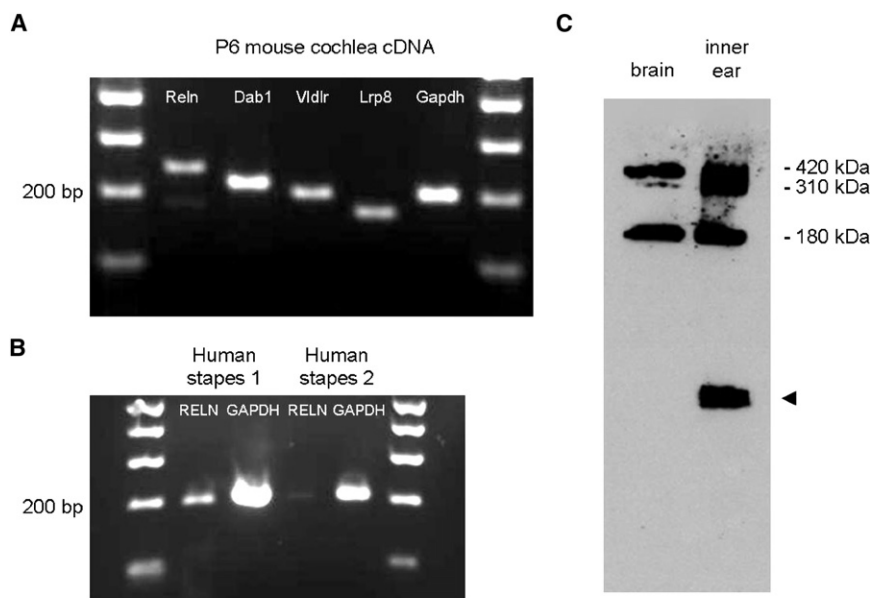 A
P6 mouse cochlea cDNA
Reln Dab1 Vldlr Lrp8 Gapdh
200 bp
B
Human stapes 1
Human stapes 2
RELN GAPDH RELN GAPDH
200 bp
C
brain
inner ear
- 420 kDa
- 310 kDa
- 180 kDa